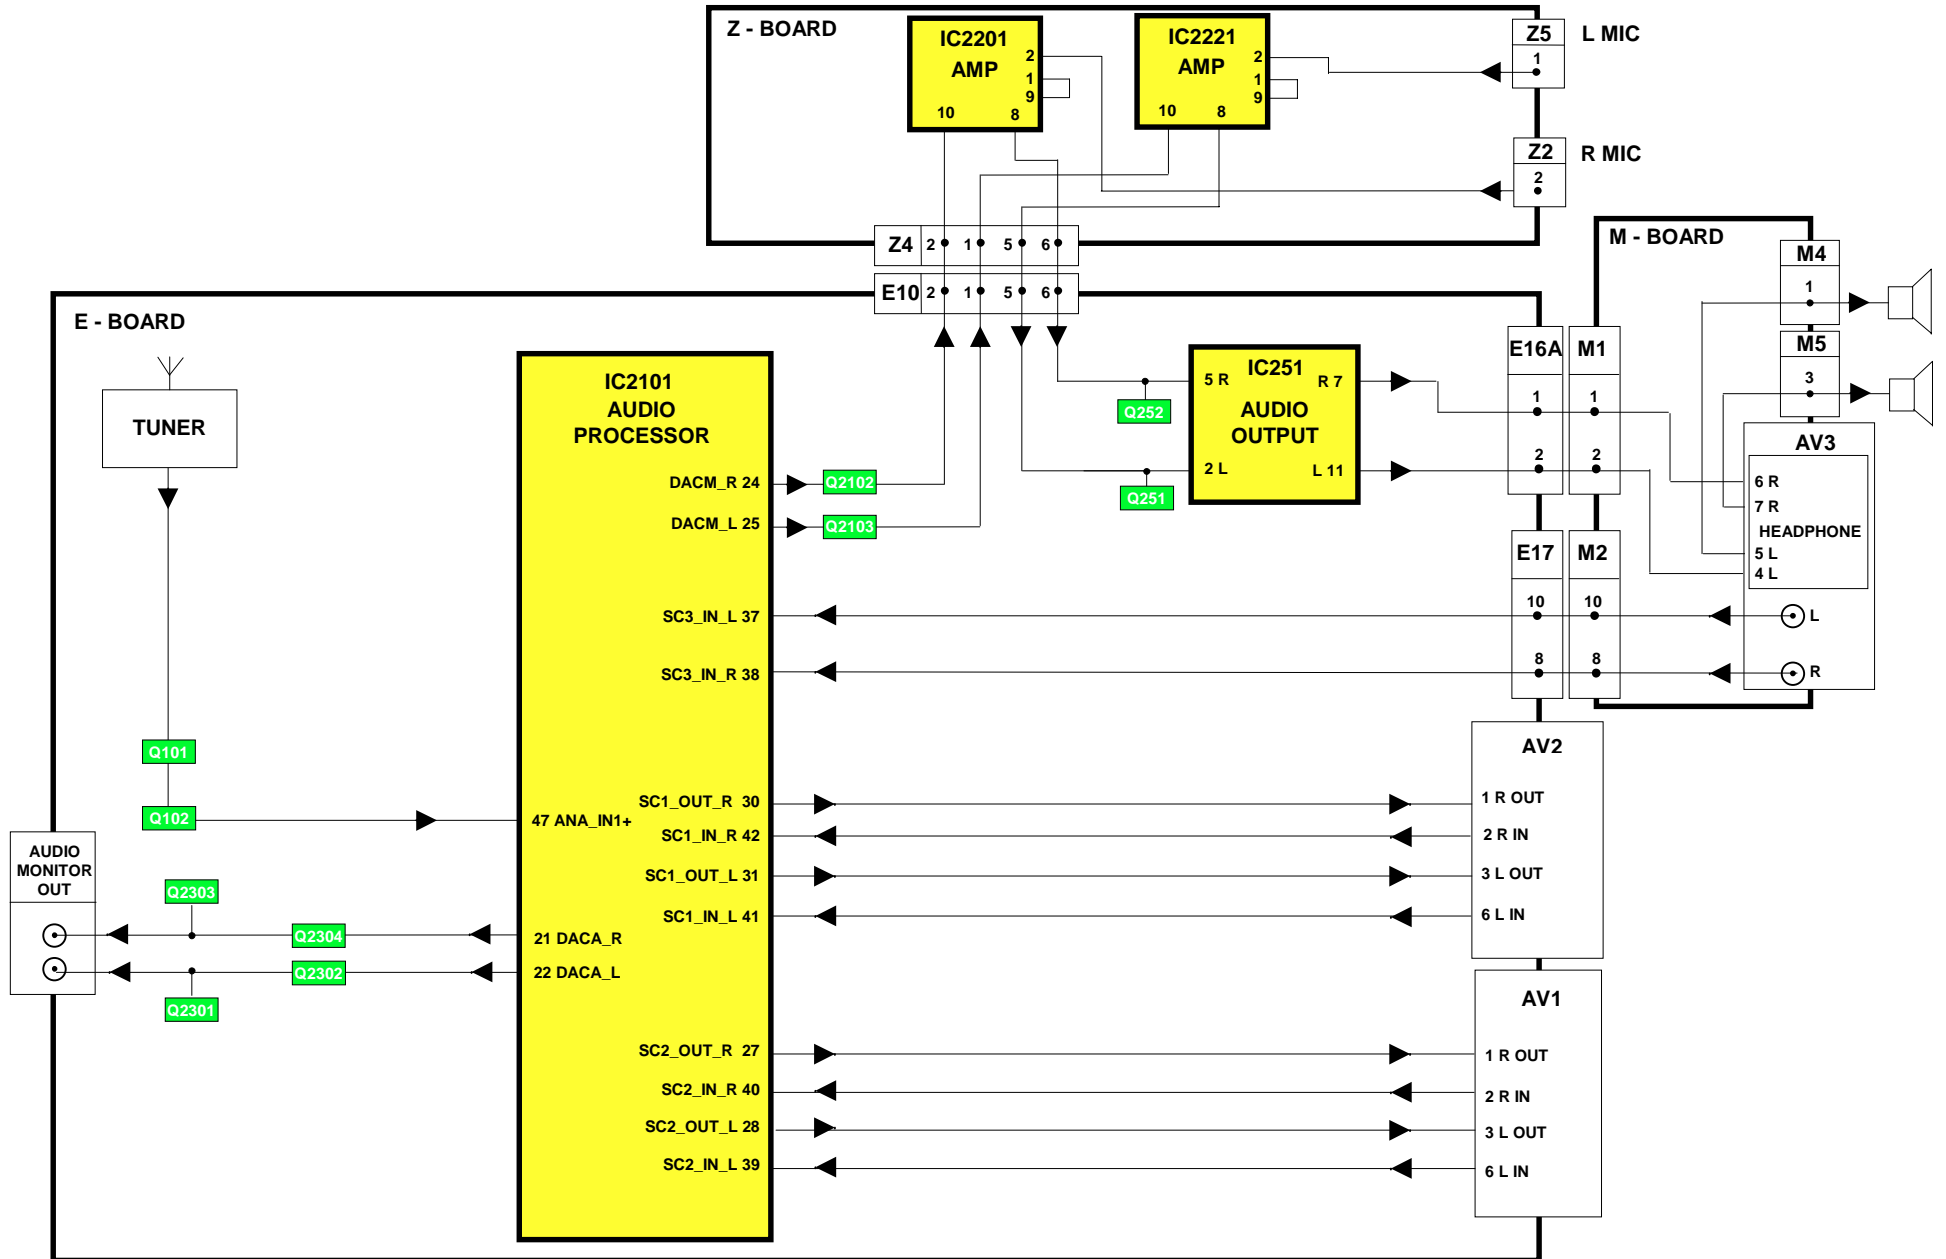 Z - BOARD
IC2201
AMP
2
1
9
10
8
IC2221
AMP
2
1
9
10
8
Z5
1
L MIC
Z2
2
R MIC
Z4 2 1 5 6
E10 2 1 5 6
M - BOARD
M4
1
M5
3
E - BOARD
TUNER
IC2101
AUDIO
PROCESSOR
DACM_R 24
DACM_L 25
Q2102
Q2103
Q252
Q251
IC251
AUDIO
OUTPUT
5 R
R 7
2 L
L 11
E16A
1
2
M1
1
2
AV3
6 R
7 R
HEADPHONE
5 L
4 L
L
R
E17
10
8
M2
10
8
SC3_IN_L 37
SC3_IN_R 38
Q101
Q102
47 ANA_IN1+
SC1_OUT_R 30
SC1_IN_R 42
SC1_OUT_L 31
SC1_IN_L 41
AV2
1 R OUT
2 R IN
3 L OUT
6 L IN
AUDIO
MONITOR
OUT
Q2303
Q2304
Q2302
Q2301
21 DACA_R
22 DACA_L
SC2_OUT_R 27
SC2_IN_R 40
SC2_OUT_L 28
SC2_IN_L 39
AV1
1 R OUT
2 R IN
3 L OUT
6 L IN